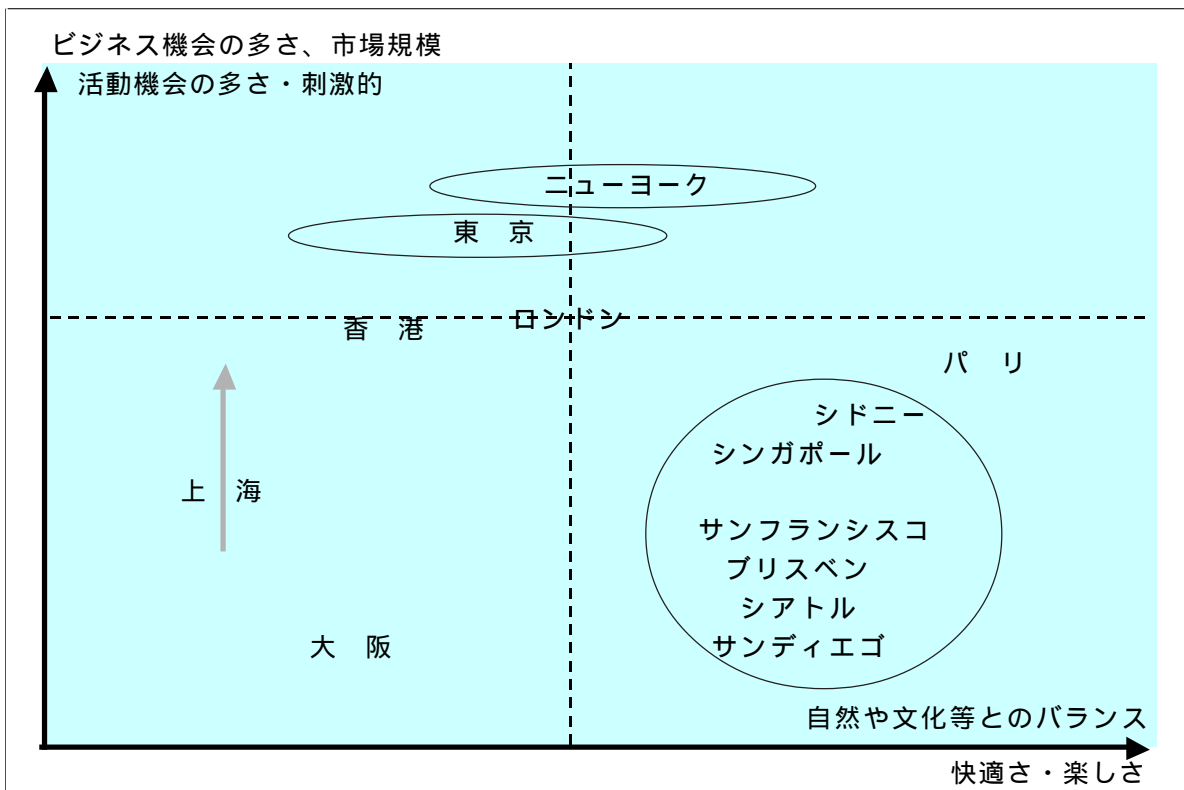 ビジネス機会の多さ、市場規模
活動機会の多さ・刺激的
ニューヨーク
東　京
ロンドン
香　港
パ　リ
シドニー
シンガポール
上　海
サンフランシスコ
ブリスベン
シアトル
大　阪
サンディエゴ
自然や文化等とのバランス
快適さ・楽しさ